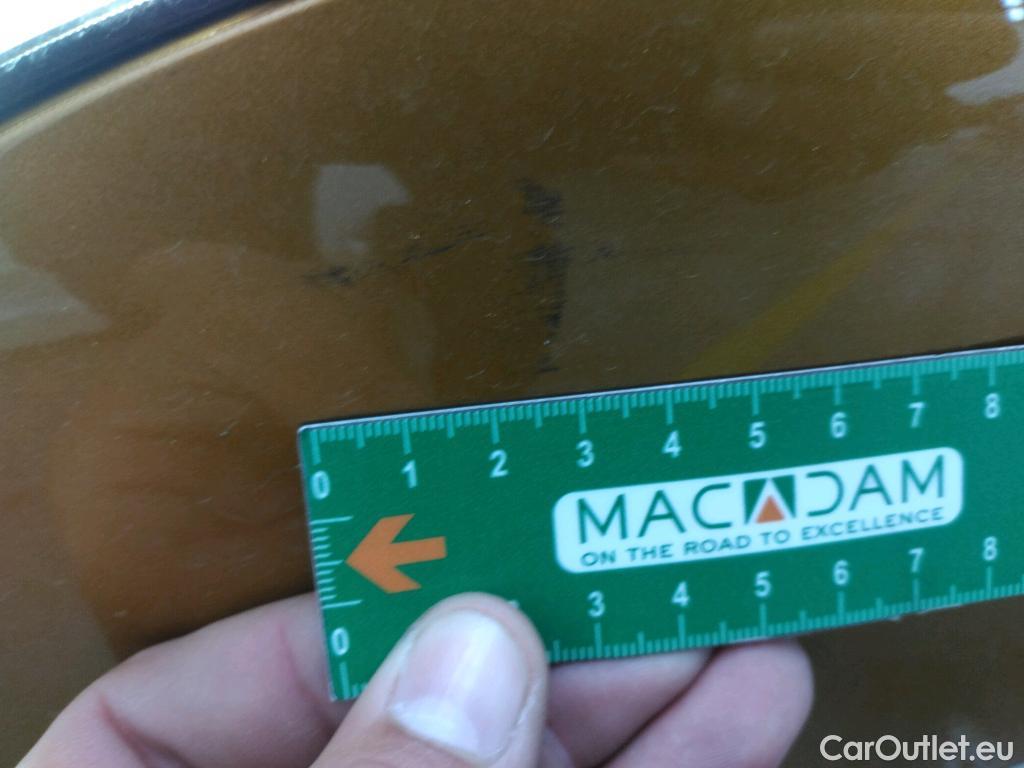 0 1 2 3 4 5 6 7 8
MACADAM
ON THE ROAD TO EXCELLENCE
0 3 4 5 6 7 8
CarOutlet.eu